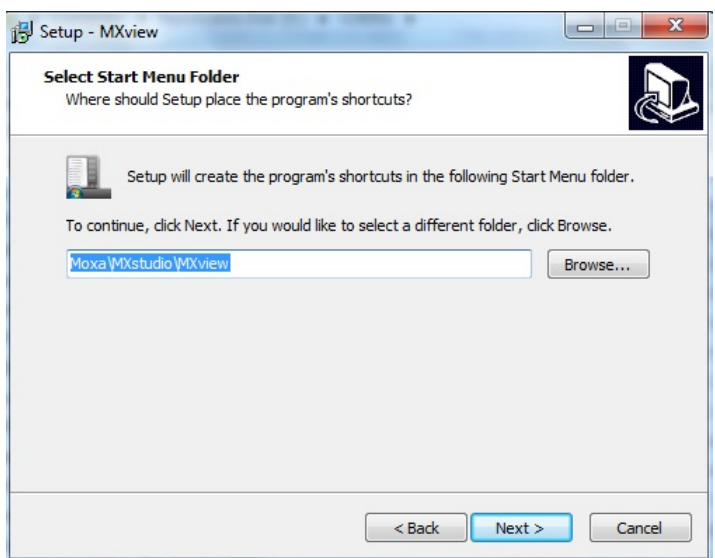 Setup - MXview
Select Start Menu Folder
Where should Setup place the program's shortcuts?
Setup will create the program's shortcuts in the following Start Menu folder.
To continue, click Next. If you would like to select a different folder, click Browse.
Moxa\MXstudio\MXview
Browse...
< Back
Next >
Cancel